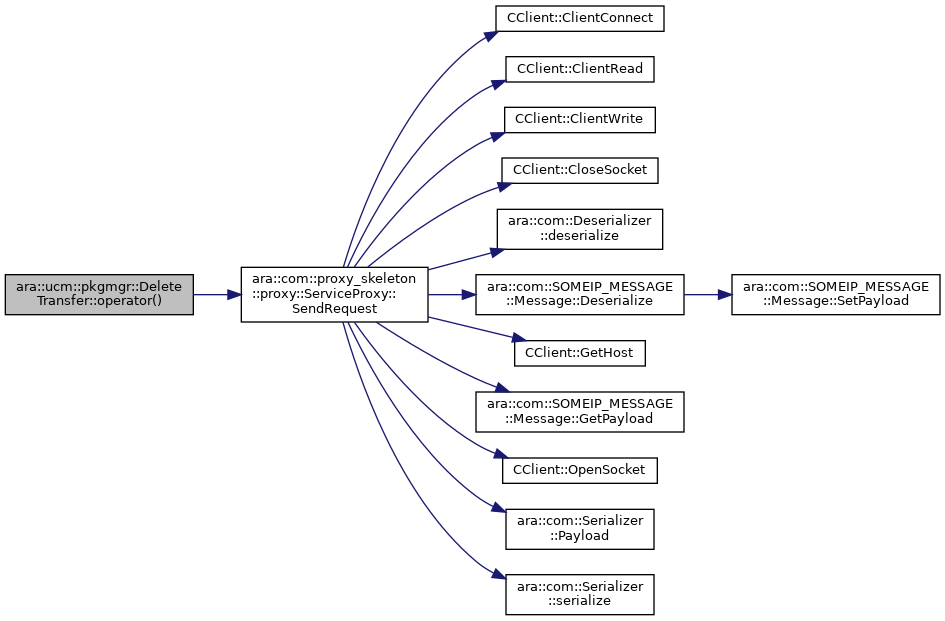 ara::ucm::pkgmgr::Delete
Transfer::operator()
ara::com::proxy_skeleton
::proxy::ServiceProxy::
SendRequest
CClient::ClientConnect
CClient::ClientRead
CClient::ClientWrite
CClient::CloseSocket
ara::com::Deserializer
::deserialize
ara::com::SOMEIP_MESSAGE
::Message::Deserialize
ara::com::SOMEIP_MESSAGE
::Message::SetPayload
CClient::GetHost
ara::com::SOMEIP_MESSAGE
::Message::GetPayload
CClient::OpenSocket
ara::com::Serializer
::Payload
ara::com::Serializer
::serialize